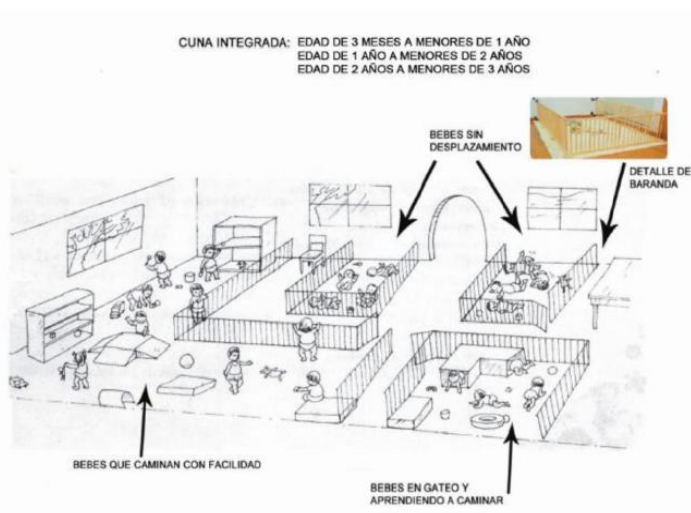 CUNA INTEGRADA: EDAD DE 3 MESES A MENORES DE 1 AÑO
EDAD DE 1 AÑO A MENORES DE 2 AÑOS
EDAD DE 2 AÑOS A MENORES DE 3 AÑOS
BEBES SIN
DESPLAZAMIENTO
DETALLE DE
BARANDA
BEBES QUE CAMINAN CON FACILIDAD
BEBES EN GATEO Y
APRENDIENDO A CAMINAR